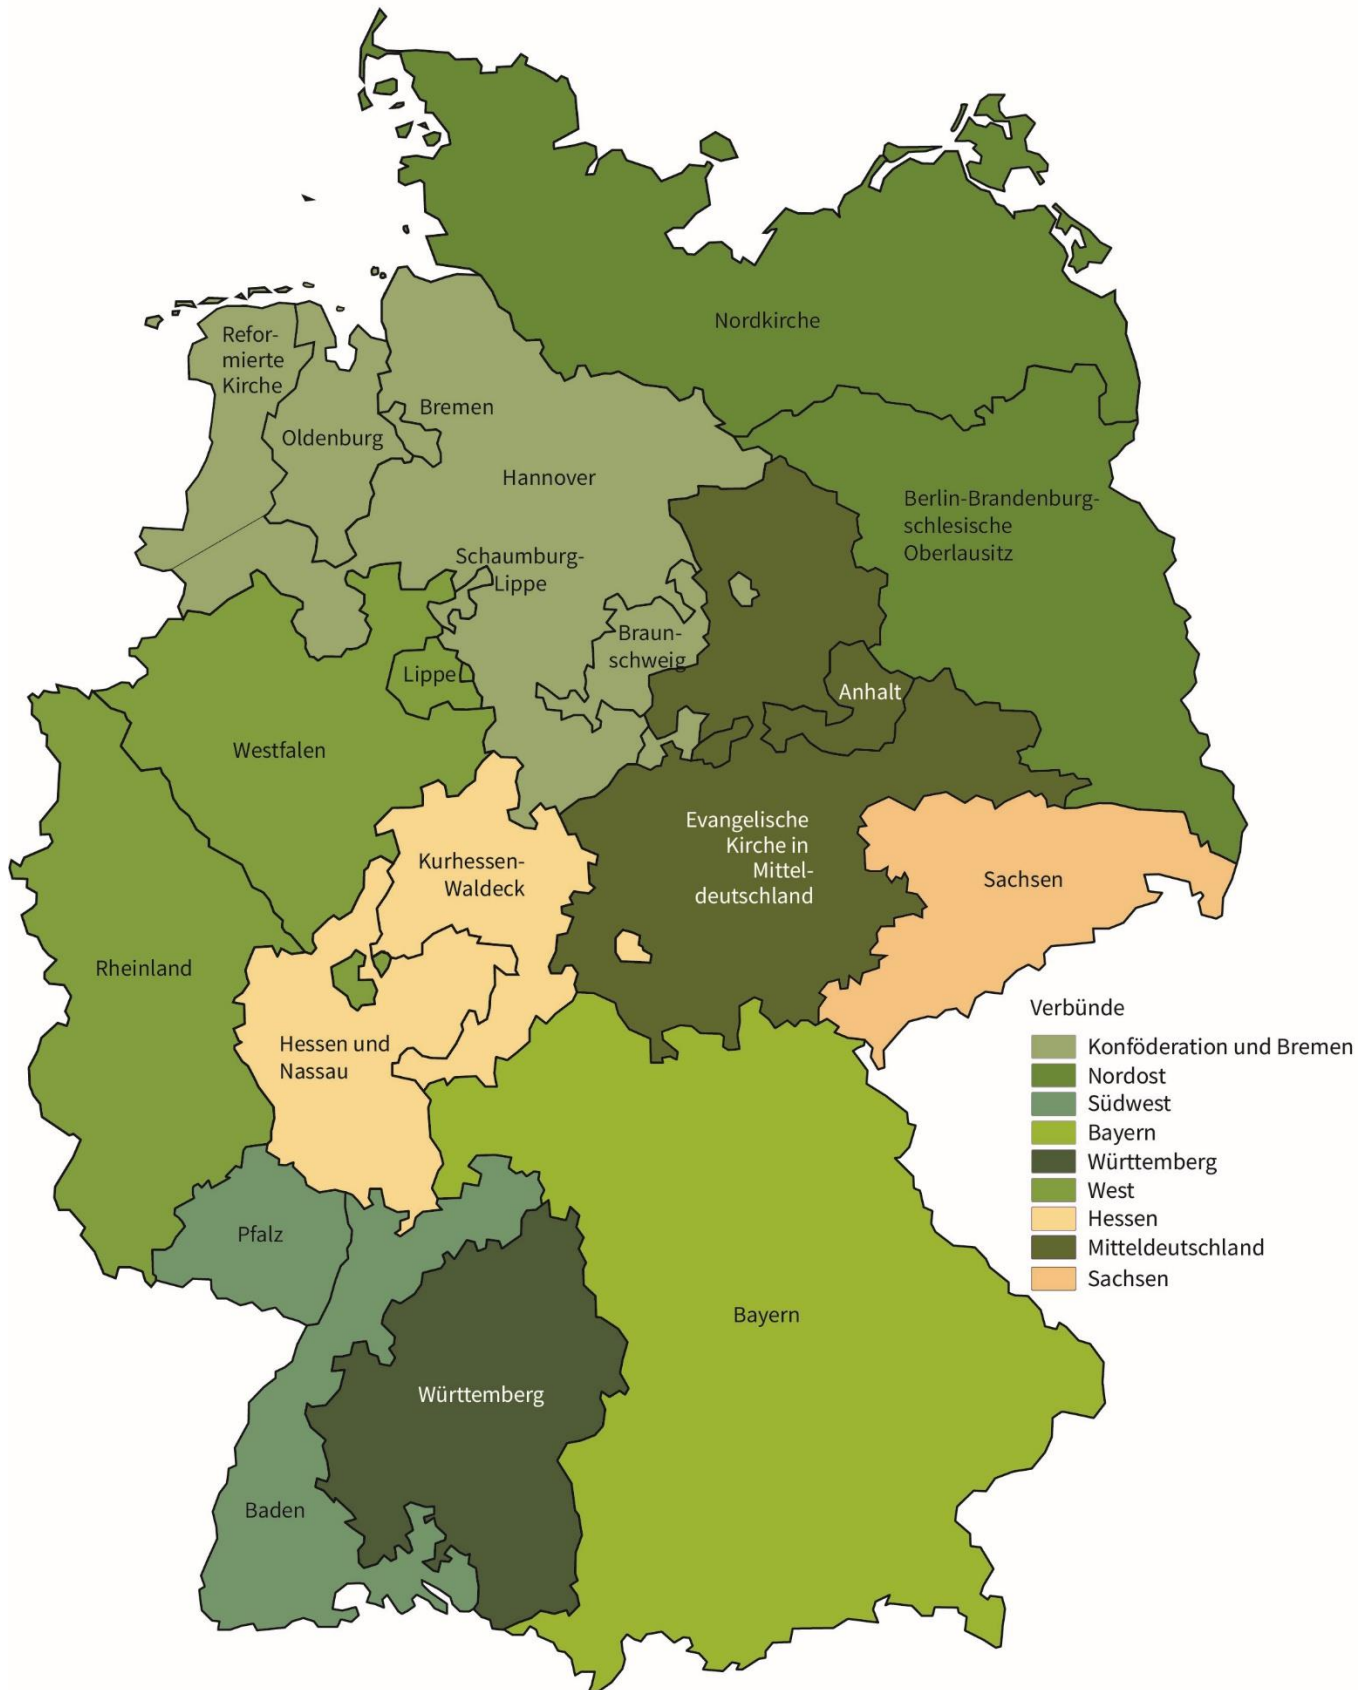 Nordkirche
Refor-
mierte
Kirche
Bremen
Oldenburg
Hannover
Berlin-Brandenburg-
schlesische
Oberlausitz
Schaumburg-
Lippe
Braun-
schweig
Lippe
Anhalt
Westfalen
Evangelische
Kirche in
Mittel-
deutschland
Kurhessen-
Waldeck
Sachsen
Rheinland
Hessen und
Nassau
Pfalz
Bayern
Württemberg
Baden
Verbünde
Konföderation und Bremen
Nordost
Südwest
Bayern
Württemberg
West
Hessen
Mitteldeutschland
Sachsen